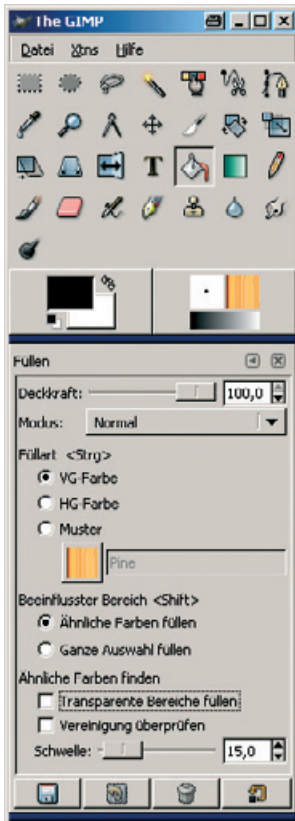 The GIMP
Datei Xtns Hilfe
T
Füllen
Deckkraft: 100,0
Modus: Normal
Füllart <Strg>
VG-Farbe
HG-Farbe
Muster
Pine
Beeinflusster Bereich <Shift>
Ähnliche Farben füllen
Ganze Auswahl füllen
Ähnliche Farben finden
Transparente Bereiche füllen
Vereinigung überprüfen
Schwelle: 15,0